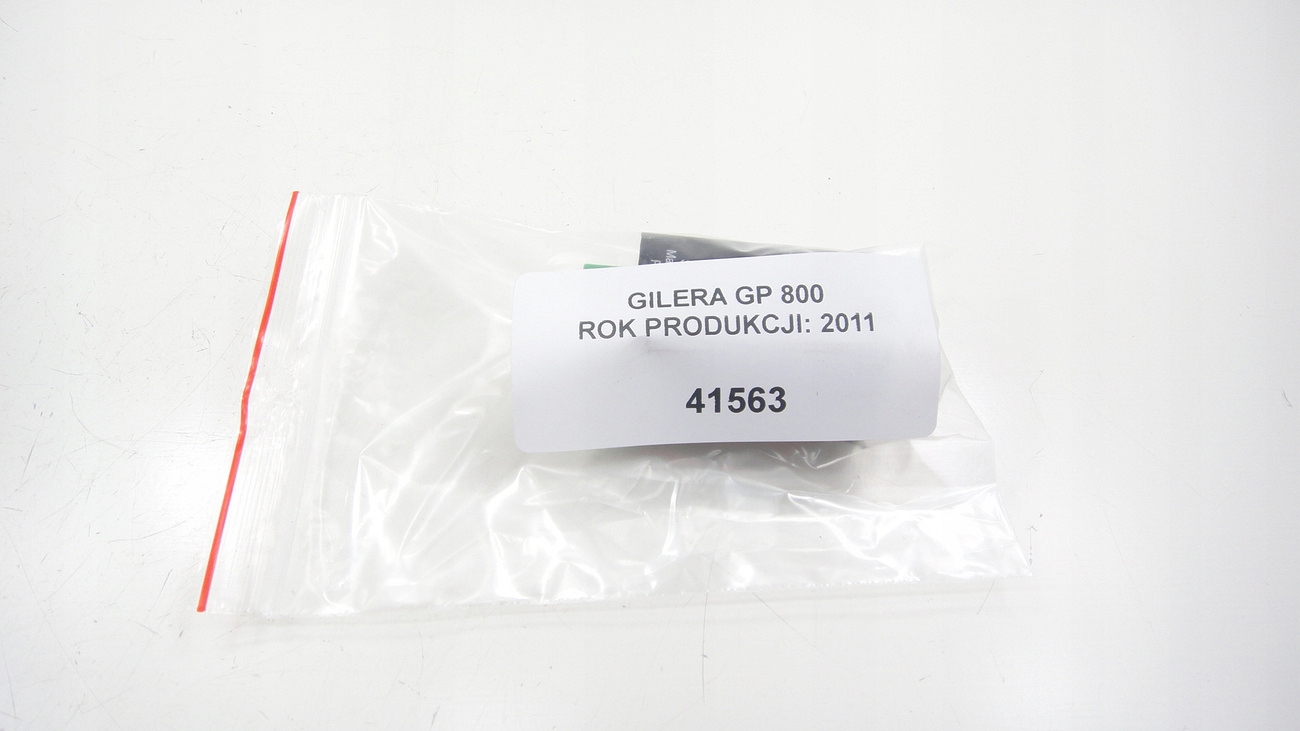 GILERA GP 800
ROK PRODUKCJI: 2011
41563